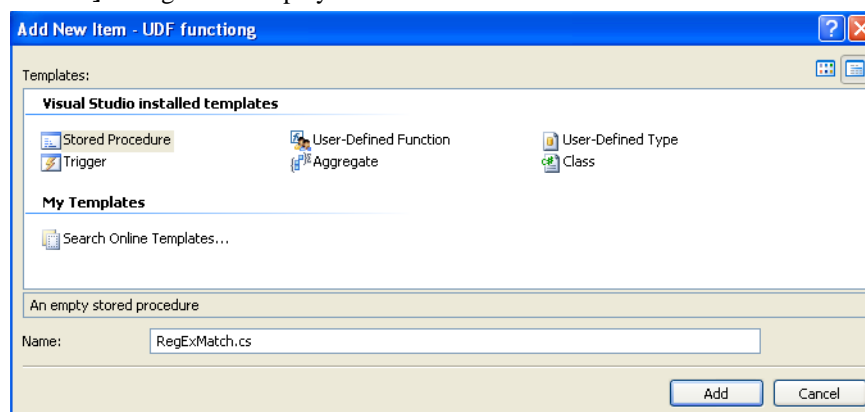 Add New Item - UDF functiong
Templates:
Visual Studio installed templates
Stored Procedure User-Defined Function User-Defined Type
Trigger Aggregate Class
My Templates
Search Online Templates...
An empty stored procedure
Name: RegExMatch.cs
Add Cancel